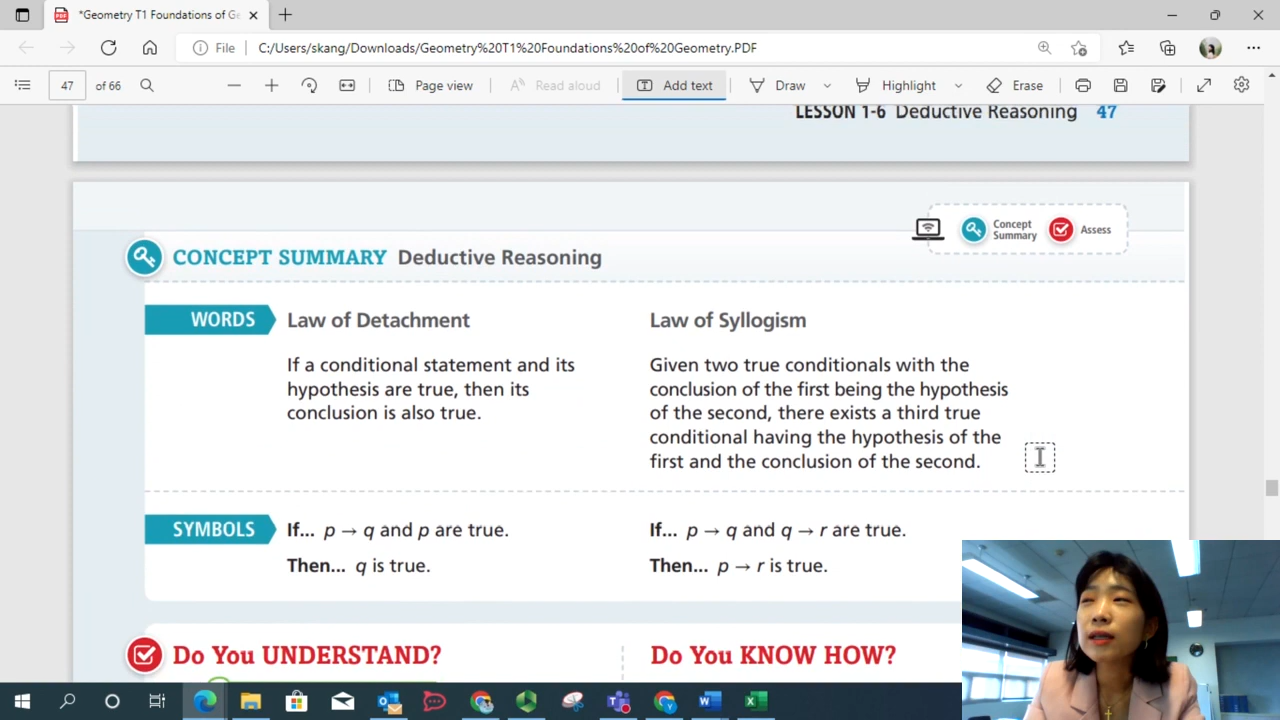 *Geometry T1 Foundations of Ge
File
C:/Users/skang/Downloads/Geometry%20T1%20Foundations%20of%20Geometry.PDF
47
of 66
Page view
Read aloud
Add text
Draw
Highlight
Erase
LESSON 1-6 Deductive Reasoning 47
Concept
Summary
Assess
CONCEPT SUMMARY Deductive Reasoning
WORDS
Law of Detachment
If a conditional statement and its
hypothesis are true, then its
conclusion is also true.
Law of Syllogism
Given two true conditionals with the
conclusion of the first being the hypothesis
of the second, there exists a third true
conditional having the hypothesis of the
first and the conclusion of the second.
SYMBOLS
If... p → q and p are true.
Then... q is true.
If... p → q and q → r are true.
Then... p → r is true.
Do You UNDERSTAND?
Do You KNOW HOW?